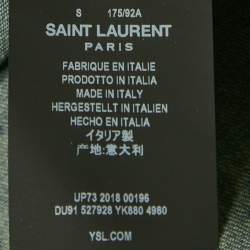 S 175/92A
SAINT LAURENT
PARIS
FABRIQUE EN ITALIE
PRODOTTO IN ITALIA
MADE IN ITALY
HERGESTELLT IN ITALIEN
HECHO EN ITALIA
イタリア製
产地:意大利
UP73 2018 00196
DU91 527928 YK880 4980
YSL.COM